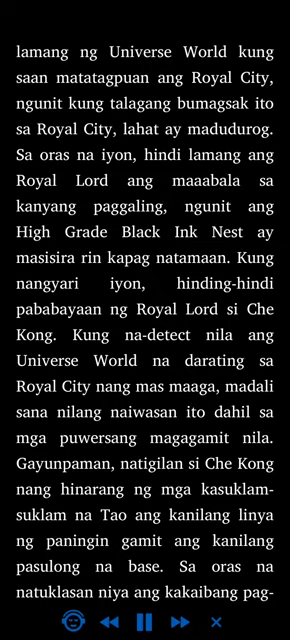 lamang ng Universe World kung
saan matatagpuan ang Royal City,
ngunit kung talagang bumagsak ito
sa Royal City, lahat ay madudurog.
Sa oras na iyon, hindi lamang ang
Royal Lord ang maaabala sa
kanyang paggaling, ngunit ang
High Grade Black Ink Nest ay
masisira rin kapag natamaan. Kung
nangyari iyon, hinding-hindi
pababayaan ng Royal Lord si Che
Kong. Kung na-detect nila ang
Universe World na darating sa
Royal City nang mas maaga, madali
sana nilang naiwasan ito dahil sa
mga puwersang magagamit nila.
Gayunpaman, natigilan si Che Kong
nang hinarang ng mga kasuklam-
suklam na Tao ang kanilang linya
ng paningin gamit ang kanilang
pasulong na base. Sa oras na
natuklasan niya ang kakaibang pag-